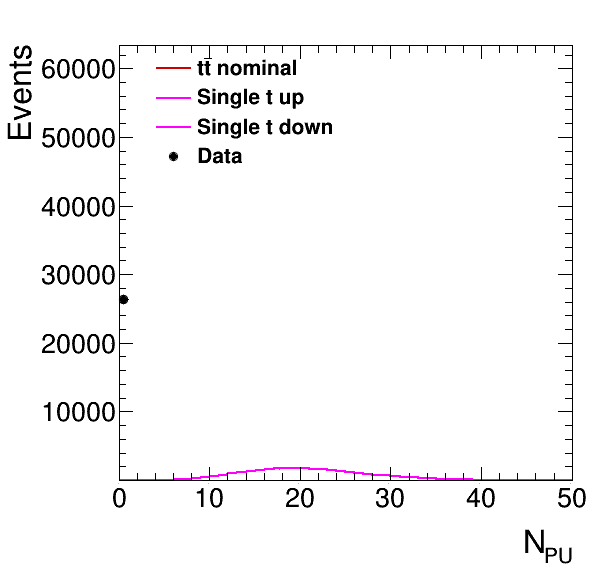 Events
60000
50000
40000
30000
20000
10000
tt̄ nominal
Single t up
Single t down
Data
0 10 20 30 40 50
N_PU